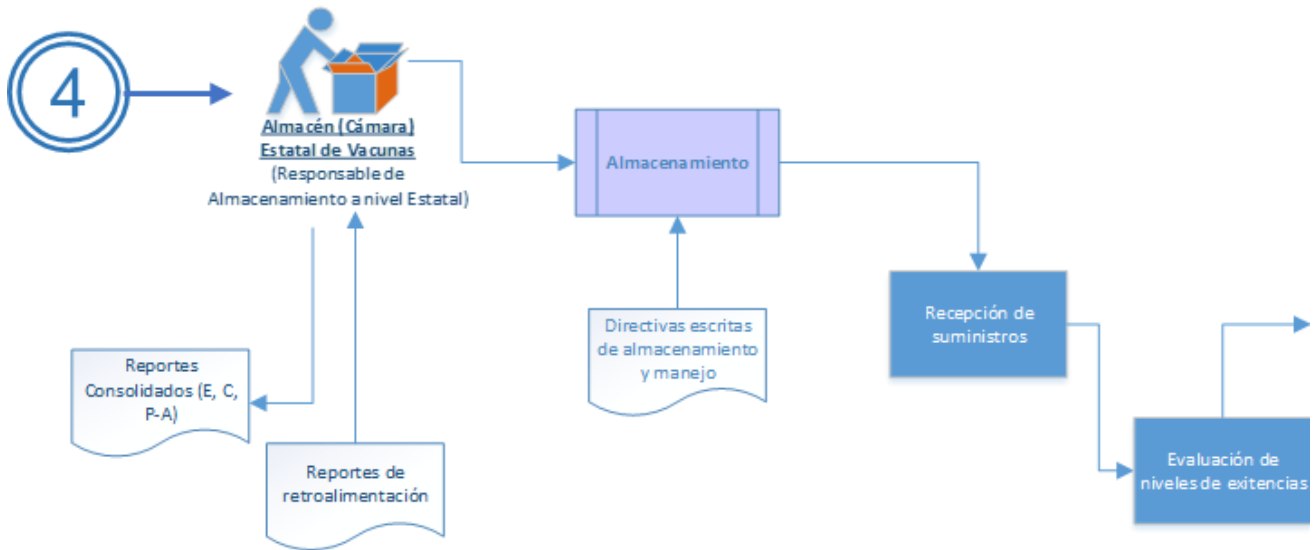 4
Almacén (Cámara)
Estatal de Vacunas
(Responsable de
Almacenamiento a nivel Estatal)
Almacenamiento
Directivas escritas
de almacenamiento
y manejo
Recepción de
suministros
Reportes
Consolidados (E, C,
P-A)
Reportes de
retroalimentación
Evaluación de
niveles de exitencias